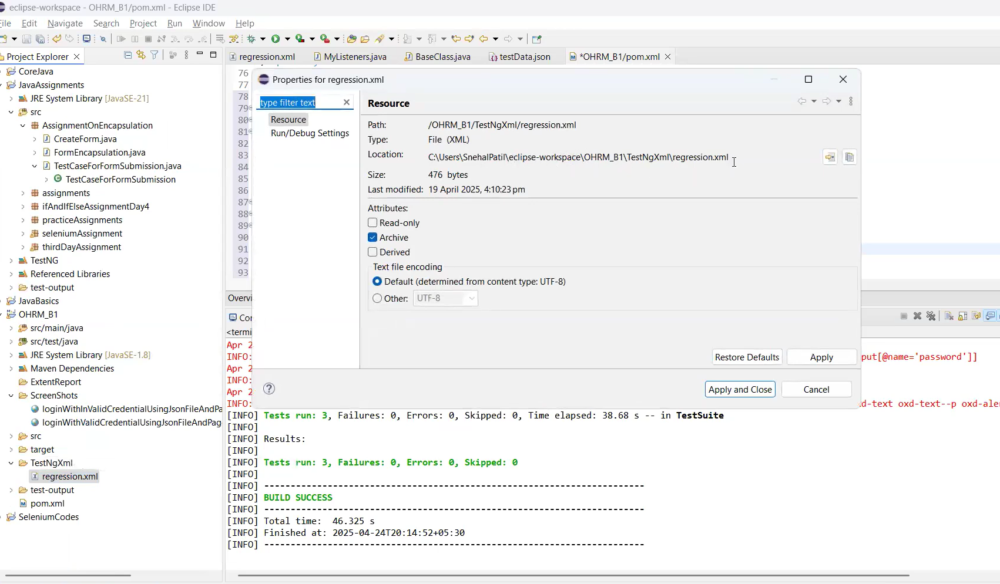 eclipse-workspace - OHRM_B1/pom.xml - Eclipse IDE
File Edit Navigate Search Project Run Window Help
Project Explorer
CoreJava
JavaAssignments
JRE System Library [JavaSE-21]
src
AssignmentOnEncapsulation
CreateForm.java
FormEncapsulation.java
TestCaseForFormSubmission.java
TestCaseForFormSubmission
assignments
ifAndIfElseAssignmentDay4
practiceAssignments
seleniumAssignment
thirdDayAssignment
TestNG
Referenced Libraries
test-output
JavaBasics
OHRM_B1
src/main/java
src/test/java
JRE System Library [JavaSE-1.8]
Maven Dependencies
ExtentReport
ScreenShots
loginWithInValidCredentialUsingJsonFileAndPa
loginWithValidCredentialUsingJsonFileAndPag
src
target
TestNgXml
regression.xml
test-output
pom.xml
SeleniumCodes
regression.xml MyListeners.java BaseClass.java testData.json *OHRM_B1/pom.xml
76
77
78
79
80
81
82
83
84
85
86
87
88
89
90
91
92
93
Overvi
Properties for regression.xml
type filter text
Resource
Run/Debug Settings
Resource
Path: /OHRM_B1/TestNgXml/regression.xml
Type: File (XML)
Location: C:\Users\SnehalPatil\eclipse-workspace\OHRM_B1\TestNgXml\regression.xml
Size: 476 bytes
Last modified: 19 April 2025, 4:10:23 pm
Attributes:
Read-only
Archive
Derived
Text file encoding
Default (determined from content type: UTF-8)
Other: UTF-8
Restore Defaults Apply
Apply and Close Cancel
Con
<termi
Apr 2
INFO: put[@name='password']]
Apr 2
INFO:
Apr 2
INFO: d-text oxd-text--p oxd-aler
[INFO] Tests run: 3, Failures: 0, Errors: 0, Skipped: 0, Time elapsed: 38.68 s -- in TestSuite
[INFO]
[INFO] Results:
[INFO]
[INFO] Tests run: 3, Failures: 0, Errors: 0, Skipped: 0
[INFO]
[INFO] ------------------------------------------------------------------------
[INFO] BUILD SUCCESS
[INFO] ------------------------------------------------------------------------
[INFO] Total time:  46.325 s
[INFO] Finished at: 2025-04-24T20:14:52+05:30
[INFO] ------------------------------------------------------------------------